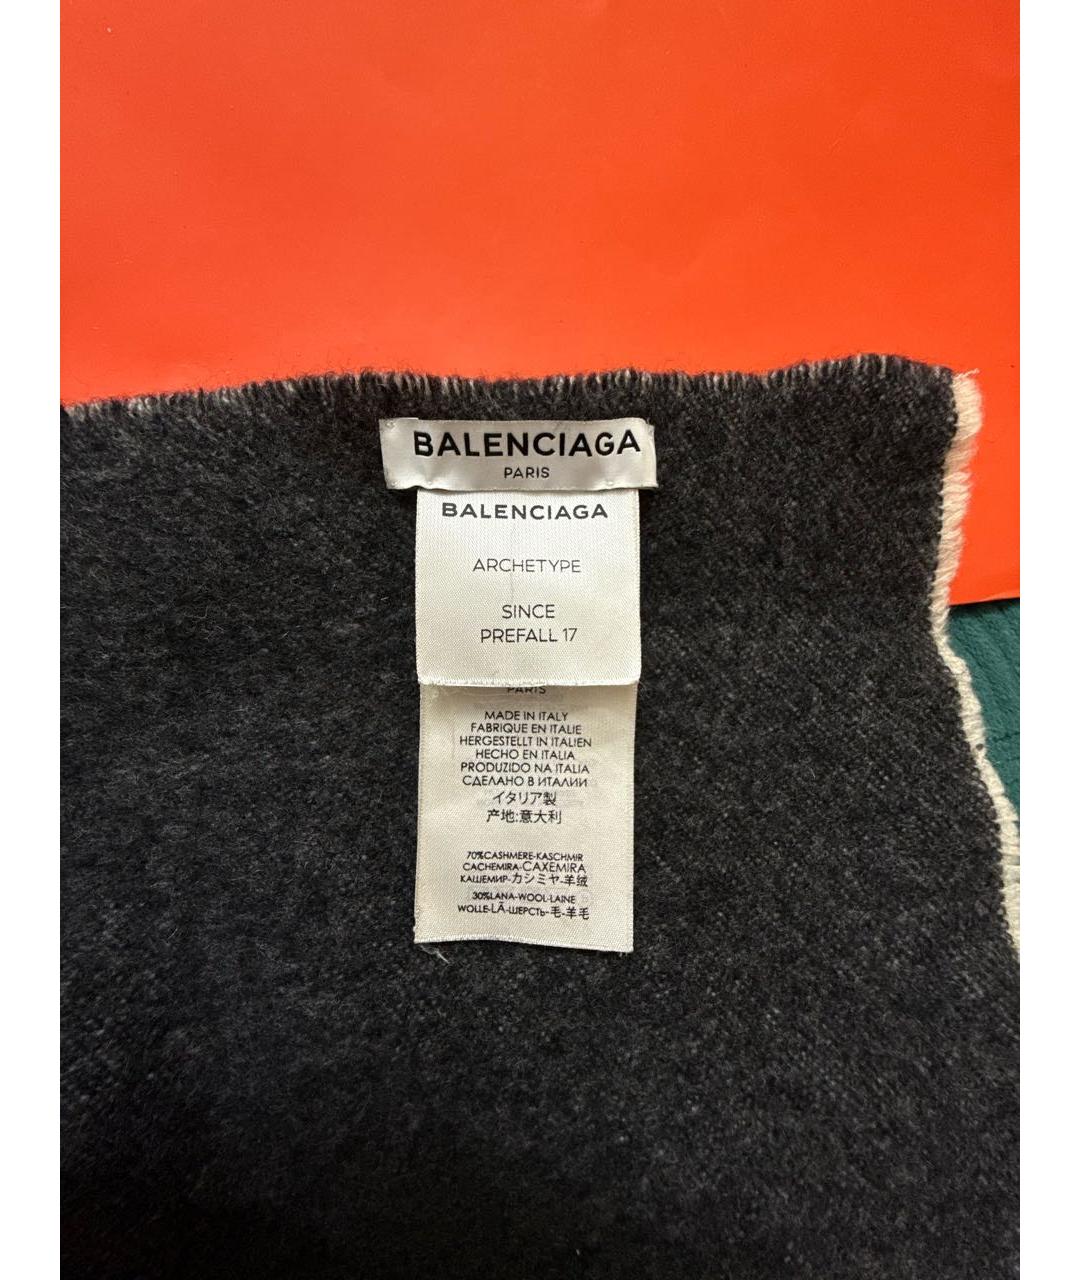 BALENCIAGA
PARIS
BALENCIAGA
ARCHETYPE
SINCE
PREFALL 17
PARIS
MADE IN ITALY
FABRIQUE EN ITALIE
HERGESTELLT IN ITALIEN
HECHO EN ITALIA
PRODUZIDO NA ITALIA
СДЕЛАНО В ИТАЛИИ
イタリア製
产地:意大利
70%CASHMERE-KASCHMIR
CACHEMIRA-CAXEMIRA
КАШЕМИР-カシミヤ-羊绒
30%LANA-WOOL-LAINE
WOLLE-LÃ-ШЕРСТЬ-毛-羊毛